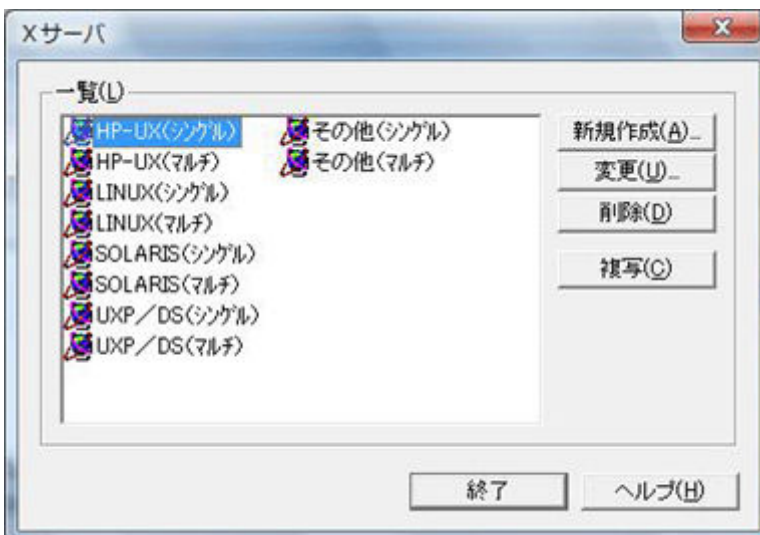 Xサーバ
一覧(L)
HP-UX(シングル)
HP-UX(マルチ)
LINUX(シングル)
LINUX(マルチ)
SOLARIS(シングル)
SOLARIS(マルチ)
UXP/DS(シングル)
UXP/DS(マルチ)
その他(シングル)
その他(マルチ)
新規作成(A)...
変更(U)...
削除(D)
複写(C)
終了
ヘルプ(H)